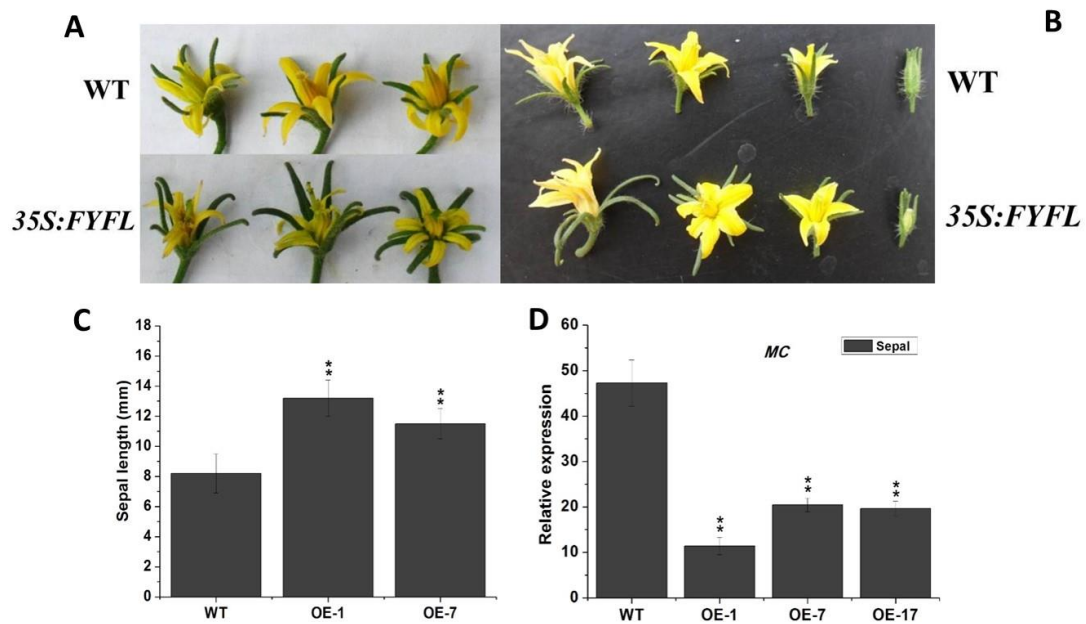 A
B
WT
WT
35S:FYFL
35S:FYFL
C
Sepal length (mm)
18
16
14
12
10
8
6
4
2
0
**
**
WT
OE-1
OE-7
D
Relative expression
60
50
40
30
20
10
0
MC
Sepal
**
**
**
WT
OE-1
OE-7
OE-17